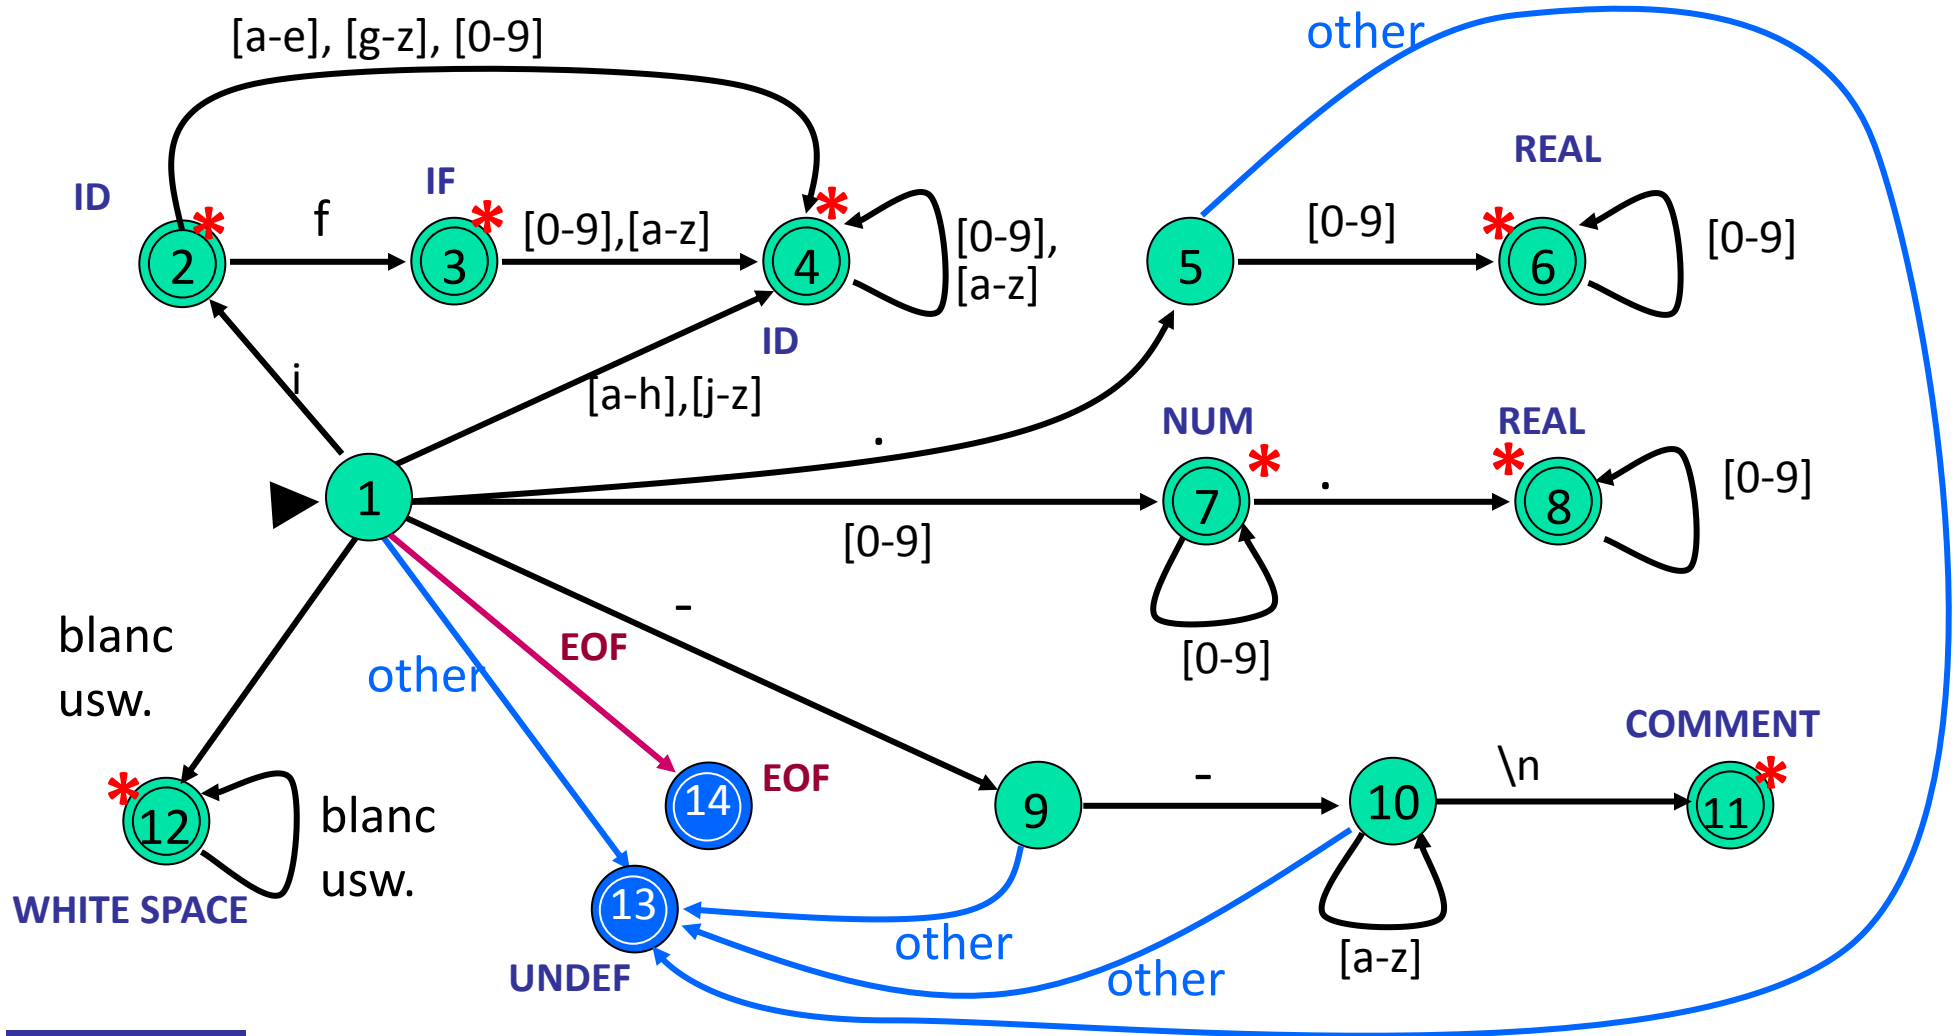 [a-e], [g-z], [0-9]
other
REAL
ID
IF
*
*
*
*
f
[0-9],[a-z]
[0-9],
[a-z]
[0-9]
[0-9]
2
3
4
5
6
ID
i
[a-h],[j-z]
.
NUM
REAL
*
*
.
[0-9]
1
7
8
[0-9]
-
[0-9]
blanc
usw.
other
EOF
COMMENT
*
*
12
blanc
usw.
14
EOF
9
-
10
\n
11
WHITE SPACE
13
UNDEF
other
other
[a-z]